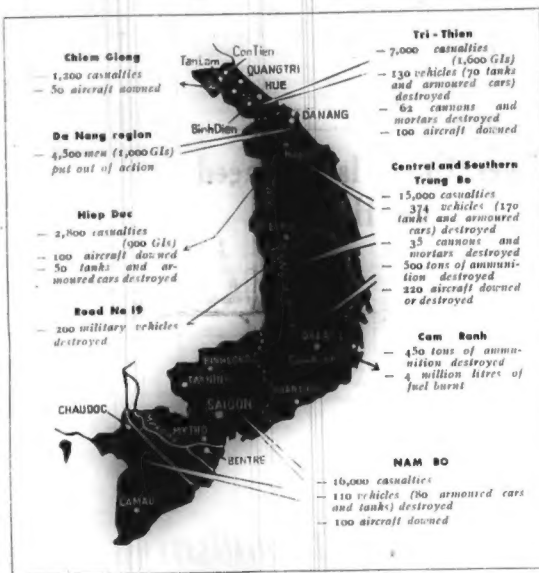 Chiem Giong
— 1,200 casualties
— 50 aircraft downed
Da Nang region
— 4,500 men (1,000 GIs)
put out of action
Hiep Duc
— 2,800 casualties
(900 GIs)
— 100 aircraft downed
— 50 tanks and ar-
moured cars destroyed
Road No 19
— 200 military vehicles
destroyed
Tri - Thien
— 7,000 casualties
(1,600 GIs)
— 130 vehicles (70 tanks
and armoured cars)
destroyed
— 62 cannons and
mortars destroyed
— 100 aircraft downed
Central and Southern
Trung Bo
— 15,000 casualties
— 374 vehicles (170
tanks and armoured
cars) destroyed
— 38 cannons and
mortars destroyed
— 500 tons of ammuni-
tion destroyed
— 220 aircraft downed
or destroyed
Cam Ranh
— 450 tons of ammu-
nition destroyed
— 4 million litres of
fuel burnt
NAM BO
— 16,000 casualties
— 110 vehicles (80 armoured cars
and tanks) destroyed
— 100 aircraft downed
ConTien
TanLam
QUANGTRI
HUE
DANANG
BinhDien
SAIGON
CHAUDOC
MYTHO
BENTRE
CAMAU